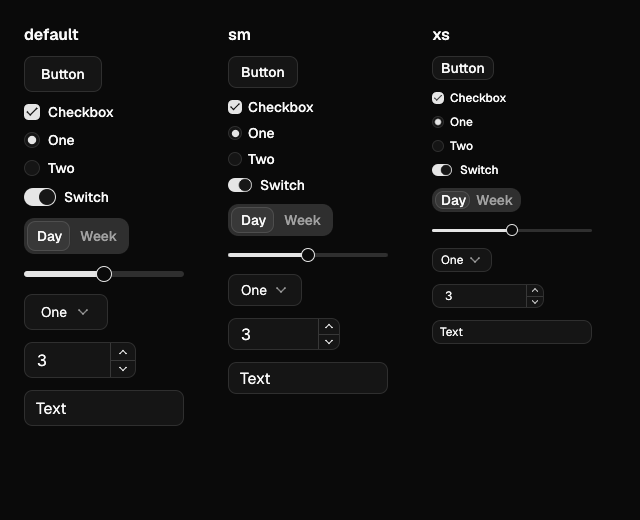 default
Button
Checkbox
One
Two
Switch
Day Week
One
3
Text
sm
Button
Checkbox
One
Two
Switch
Day Week
One
3
Text
xs
Button
Checkbox
One
Two
Switch
Day Week
One
3
Text